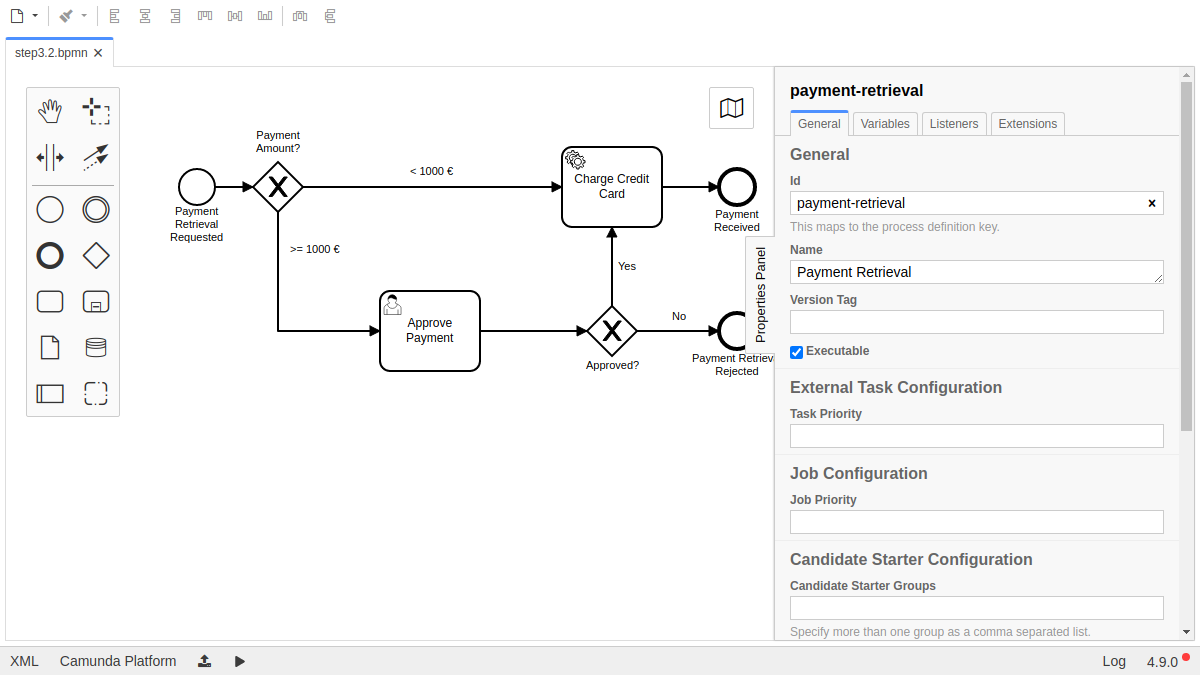 step3.2.bpmn
Payment
Amount?
< 1000 €
Charge Credit
Card
Payment
Retrieval
Requested
Payment
Received
>= 1000 €
Yes
Approve
Payment
No
Approved?
Payment Retriev
Rejected
Properties Panel
payment-retrieval
General
Variables
Listeners
Extensions
General
Id
payment-retrieval
This maps to the process definition key.
Name
Payment Retrieval
Version Tag
Executable
External Task Configuration
Task Priority
Job Configuration
Job Priority
Candidate Starter Configuration
Candidate Starter Groups
Specify more than one group as a comma separated list.
XML
Camunda Platform
Log
4.9.0